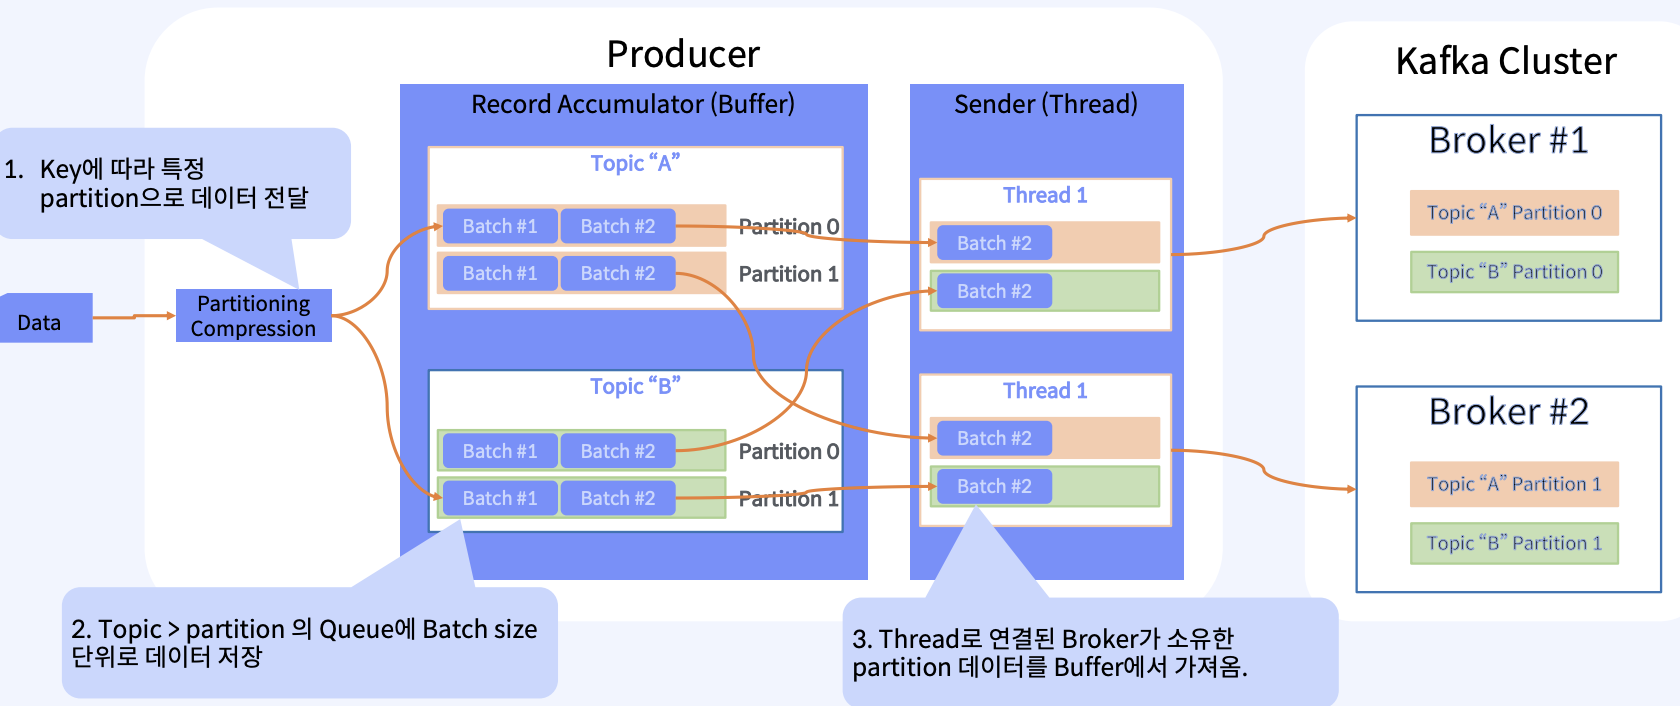 Producer
Kafka Cluster
Record Accumulator (Buffer)
Sender (Thread)
1. Key에 따라 특정
partition으로 데이터 전달
Data
Partitioning
Compression
Topic “A”
Batch #1 Batch #2 Partition 0
Batch #1 Batch #2 Partition 1
Topic “B”
Batch #1 Batch #2 Partition 0
Batch #1 Batch #2 Partition 1
2. Topic > partition 의 Queue에 Batch size
단위로 데이터 저장
Thread 1
Batch #2
Batch #2
Thread 1
Batch #2
Batch #2
3. Thread로 연결된 Broker가 소유한
partition 데이터를 Buffer에서 가져옴.
Broker #1
Topic “A” Partition 0
Topic “B” Partition 0
Broker #2
Topic “A” Partition 1
Topic “B” Partition 1